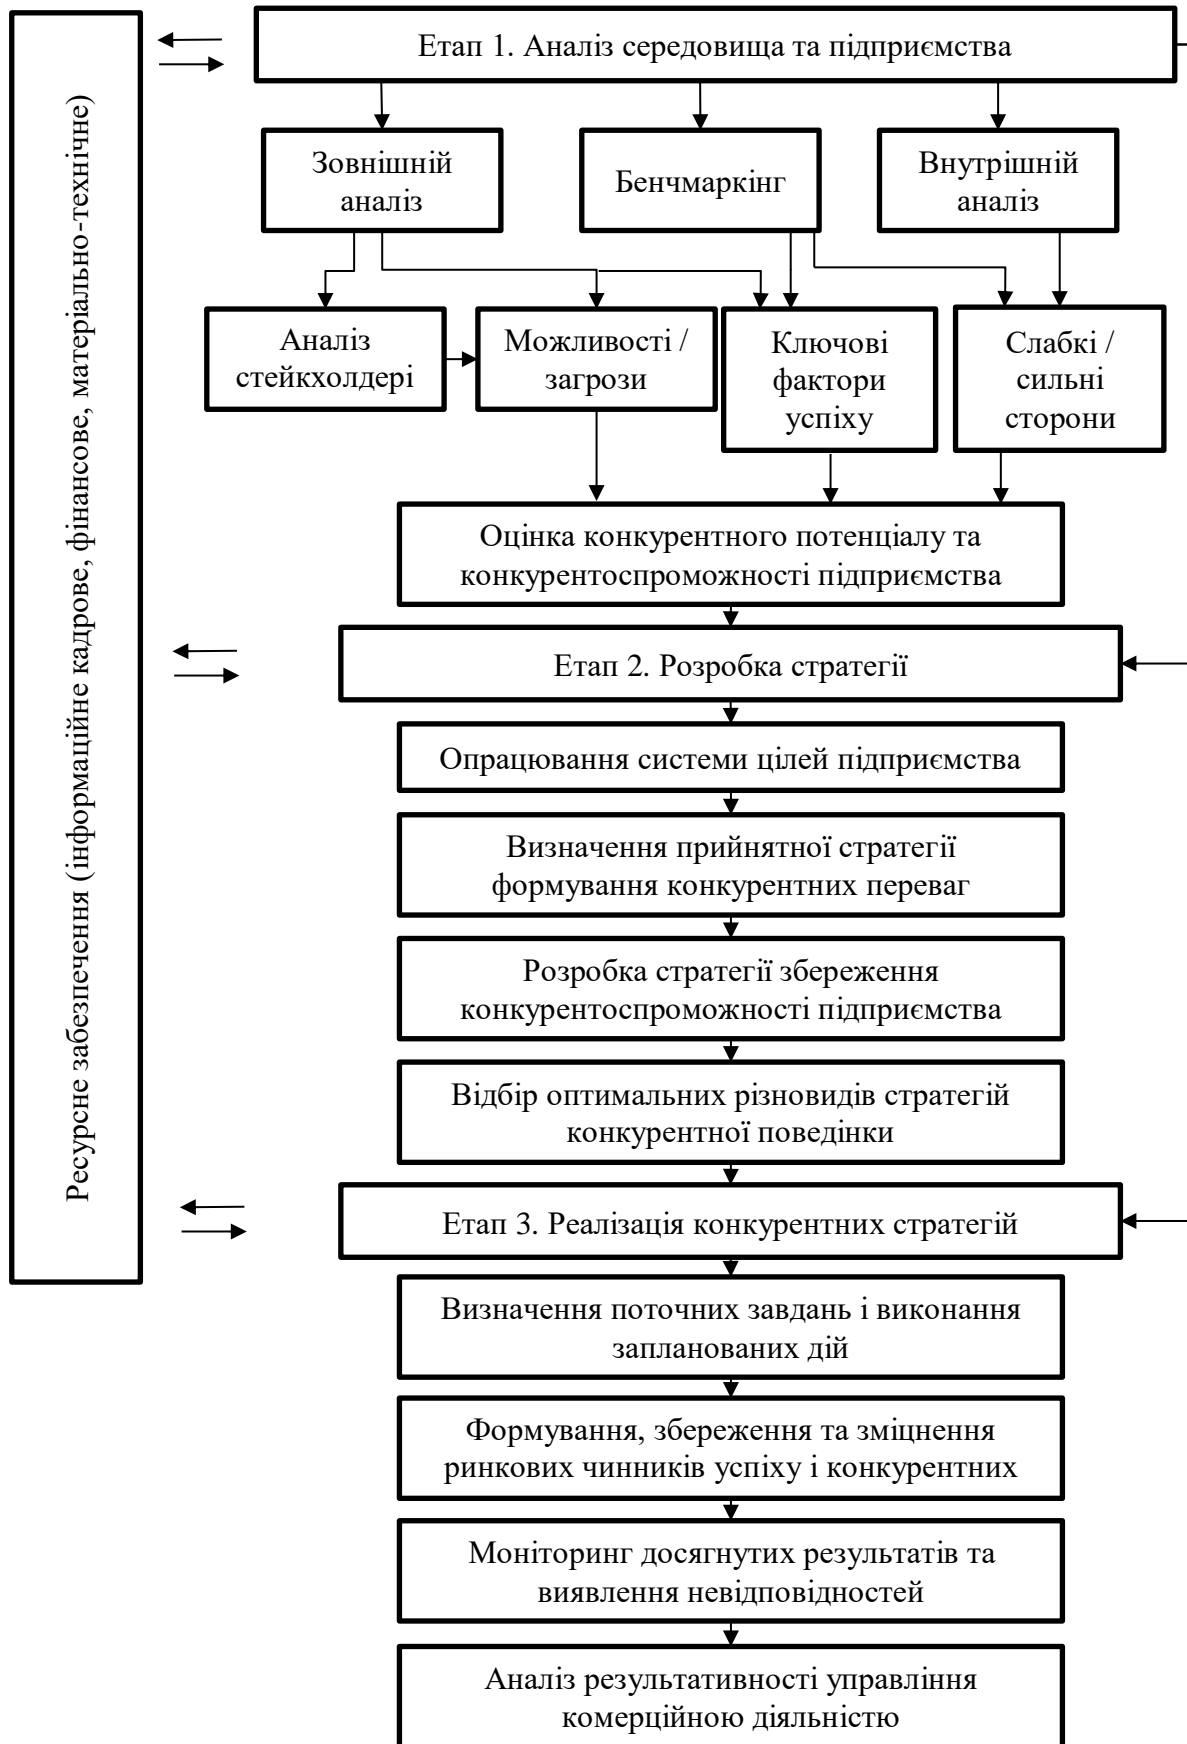 Ресурсне забезпечення (інформаційне кадрове, фінансове, матеріально-технічне)
Етап 1. Аналіз середовища та підприємства
Зовнішній
аналіз
Бенчмаркінг
Внутрішній
аналіз
Аналіз
стейкхолдері
Можливості /
загрози
Ключові
фактори
успіху
Слабкі /
сильні
сторони
Оцінка конкурентного потенціалу та
конкурентоспроможності підприємства
Етап 2. Розробка стратегії
Опрацювання системи цілей підприємства
Визначення прийнятної стратегії
формування конкурентних переваг
Розробка стратегії збереження
конкурентоспроможності підприємства
Відбір оптимальних різновидів стратегій
конкурентної поведінки
Етап 3. Реалізація конкурентних стратегій
Визначення поточних завдань і виконання
запланованих дій
Формування, збереження та зміцнення
ринкових чинників успіху і конкурентних
Моніторинг досягнутих результатів та
виявлення невідповідностей
Аналіз результативності управління
комерційною діяльністю